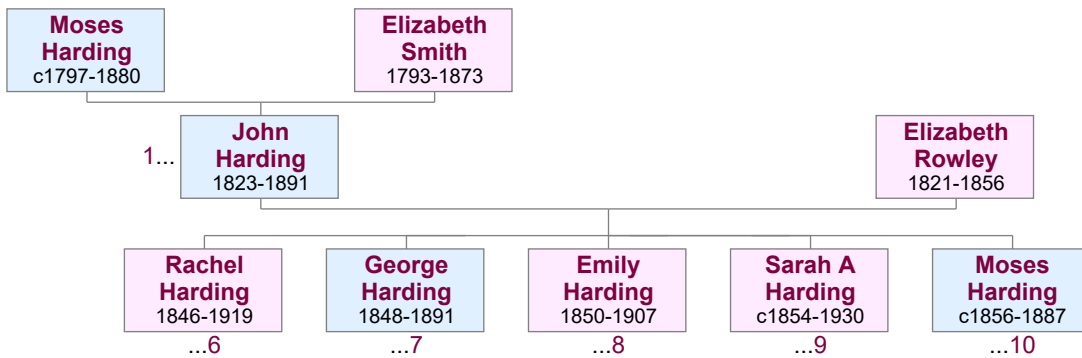 Moses
Harding
c1797-1880
Elizabeth
Smith
1793-1873
1...
John
Harding
1823-1891
Elizabeth
Rowley
1821-1856
Rachel
Harding
1846-1919
...6
George
Harding
1848-1891
...7
Emily
Harding
1850-1907
...8
Sarah A
Harding
c1854-1930
...9
Moses
Harding
c1856-1887
...10